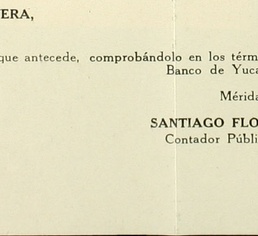 ERA,
que antecede, comprobándolo en los térm
Banco de Yuca
Mérida
SANTIAGO FLO
Contador Públi